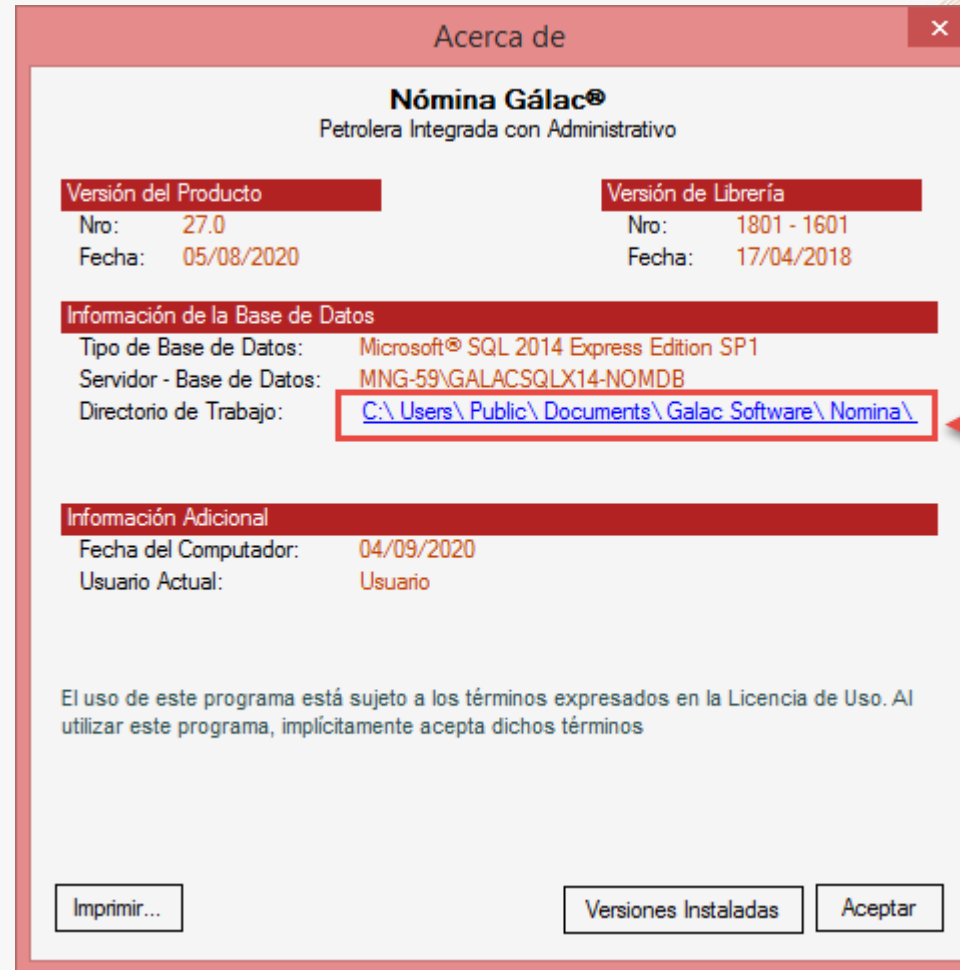 Acerca de
×
Nómina Gálac®
Petrolera Integrada con Administrativo
Versión del Producto
Nro: 27.0
Fecha: 05/08/2020
Versión de Librería
Nro: 1801 - 1601
Fecha: 17/04/2018
Información de la Base de Datos
Tipo de Base de Datos: Microsoft® SQL 2014 Express Edition SP1
Servidor - Base de Datos: MNG-59\GALACSQLX14-NOMDB
Directorio de Trabajo: C:\ Users\ Public\ Documents\ Galac Software\ Nomina\
Información Adicional
Fecha del Computador: 04/09/2020
Usuario Actual: Usuario
El uso de este programa está sujeto a los términos expresados en la Licencia de Uso. Al
utilizar este programa, implícitamente acepta dichos términos
Imprimir...
Versiones Instaladas
Aceptar